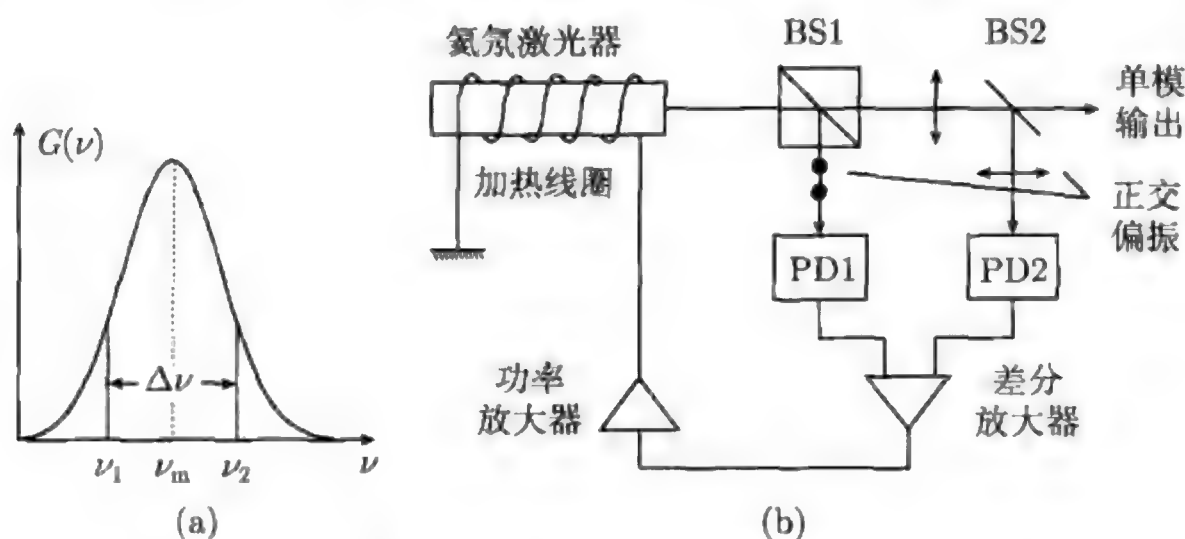 G(ν)
Δν
ν₁
νₘ
ν₂
ν
(a)
氦氖激光器
加热线圈
BS1
BS2
单模
输出
正交
偏振
PD1
PD2
功率
放大器
差分
放大器
(b)